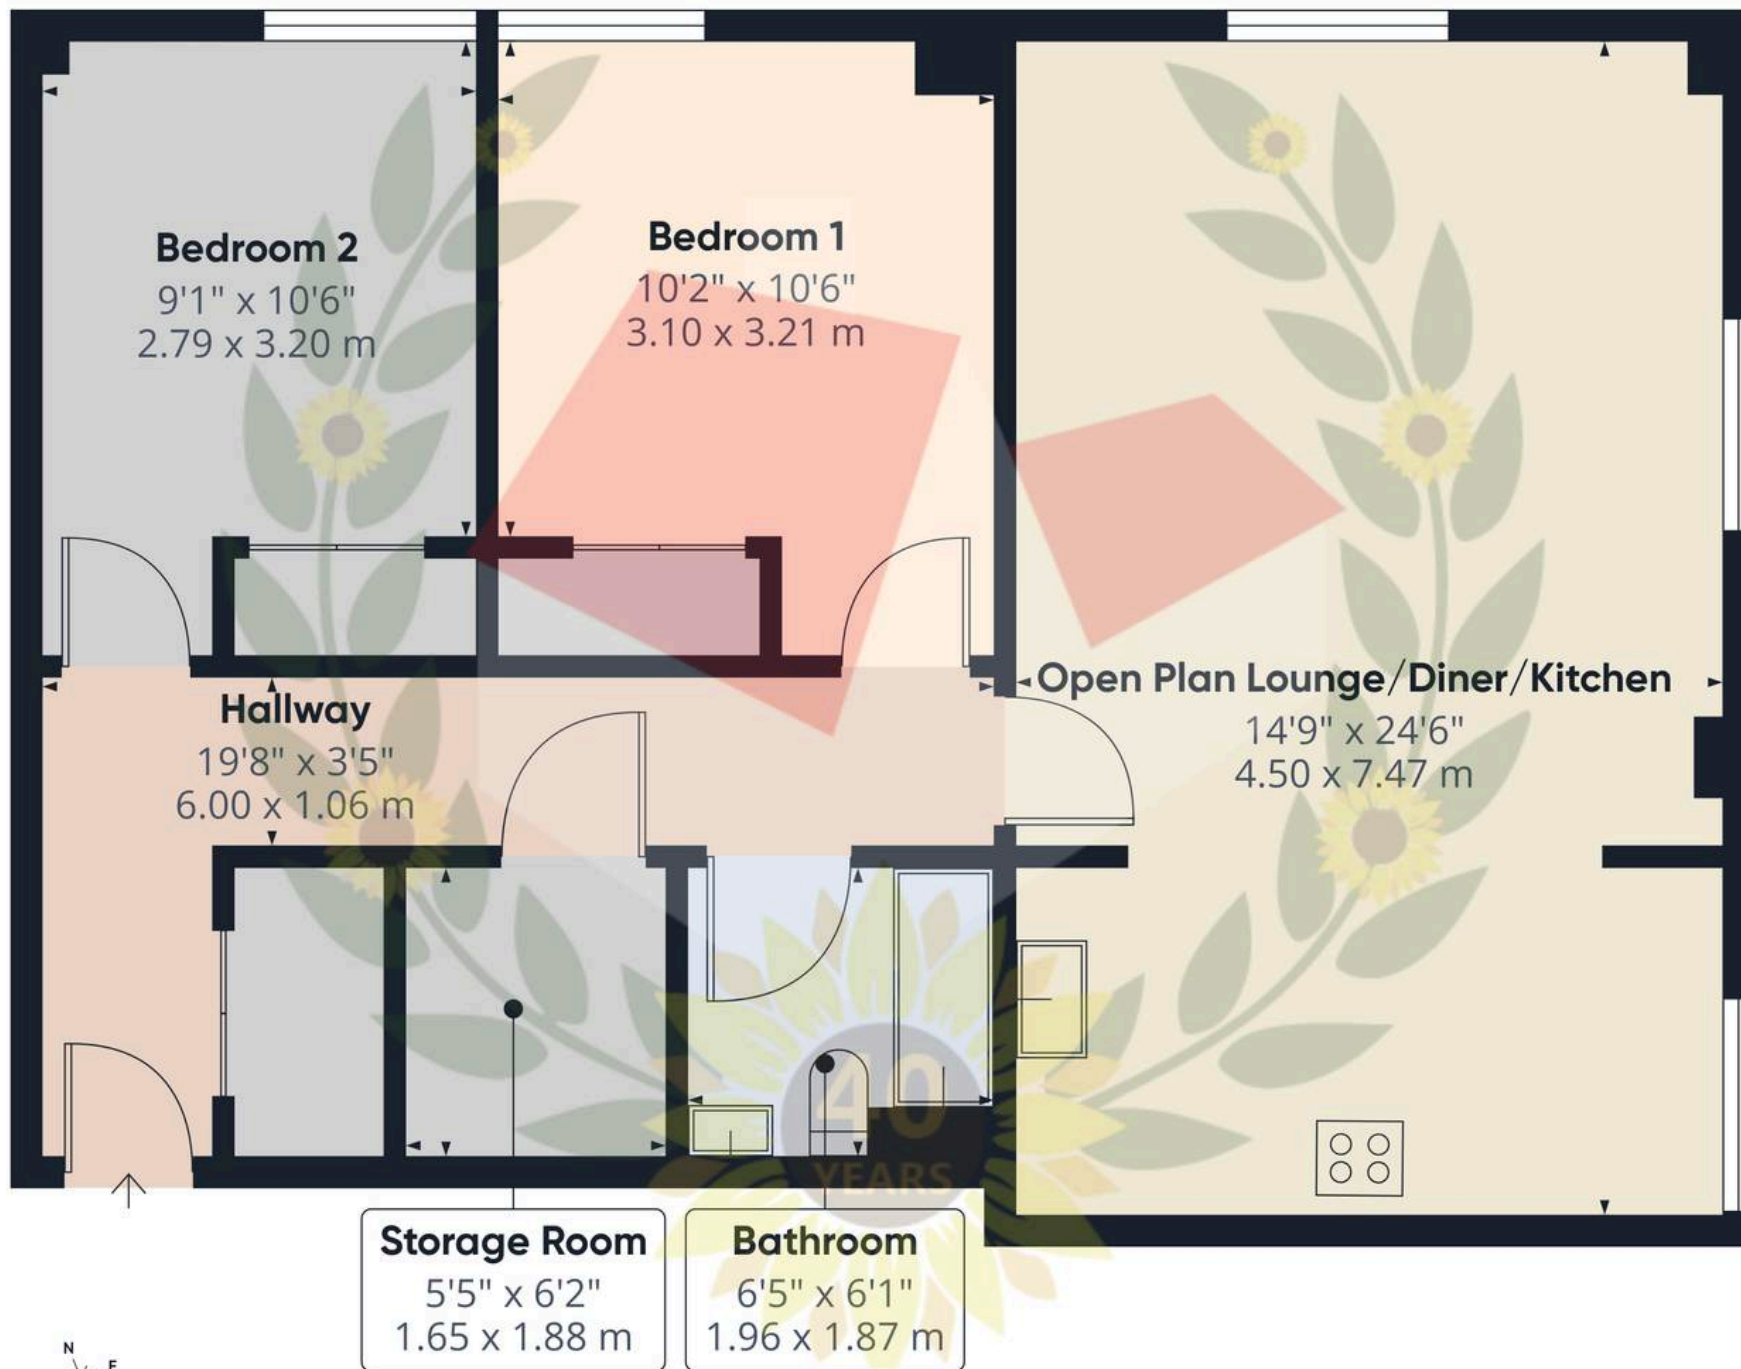 Bedroom 2
9'1" x 10'6"
2.79 x 3.20 m
Bedroom 1
10'2" x 10'6"
3.10 x 3.21 m
Hallway
19'8" x 3'5"
6.00 x 1.06 m
Open Plan Lounge/Diner/Kitchen
14'9" x 24'6"
4.50 x 7.47 m
40
YEARS
Storage Room
5'5" x 6'2"
1.65 x 1.88 m
Bathroom
6'5" x 6'1"
1.96 x 1.87 m
N
E